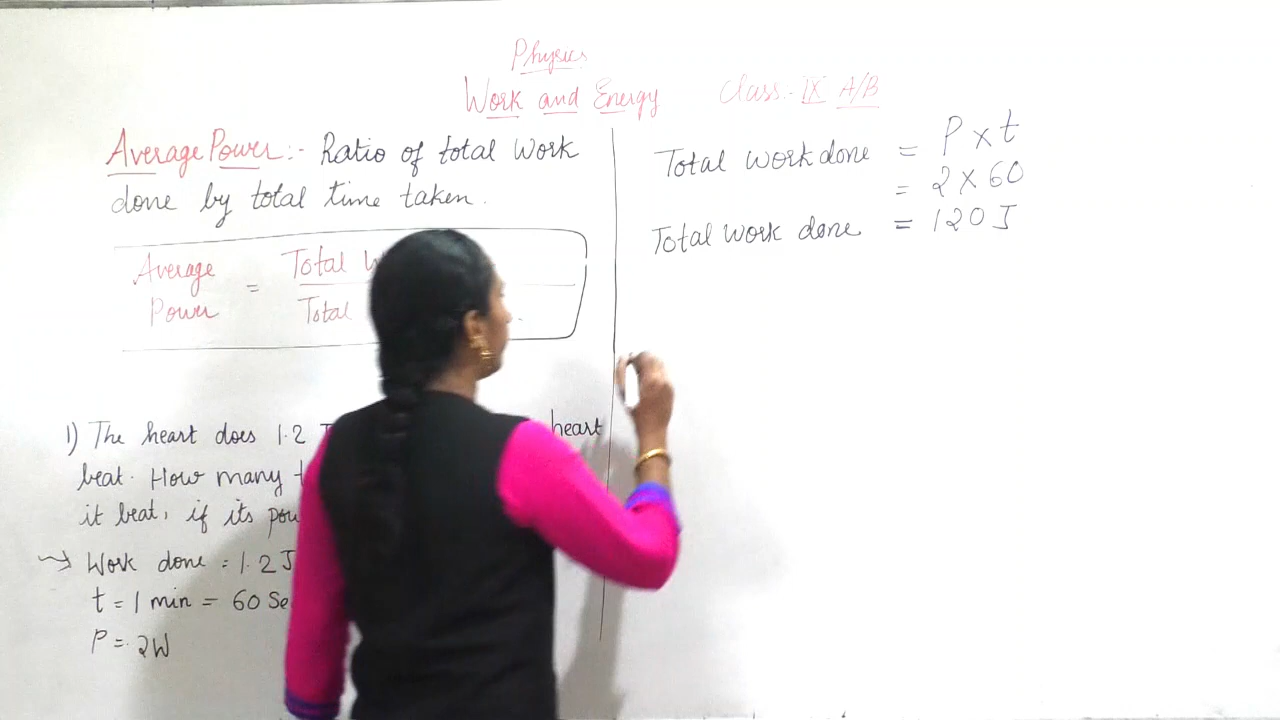 Physics
Work and Energy Class:- IX A/B
Average Power:- Ratio of total work
done by total time taken.
Average
Power
=
Total
Total
1) The heart does 1.2 heart
beat. How many
it beat, if its
Work done = 1.2 J
t = 1 min = 60 Se
P = 2W
Total work done = P x t
= 2 x 60
Total work done = 120 J